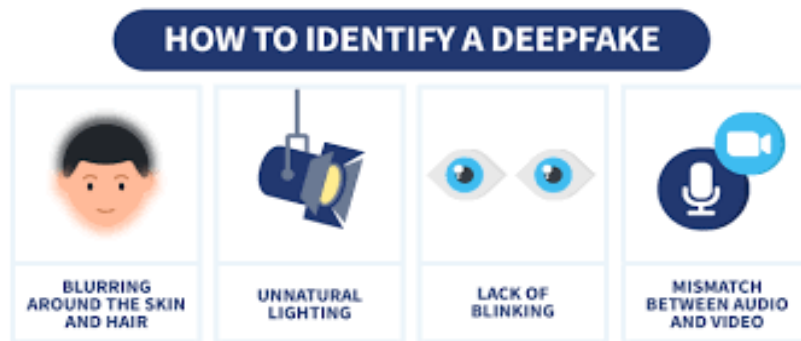 HOW TO IDENTIFY A DEEPFAKE
BLURRING
AROUND THE SKIN
AND HAIR
UNNATURAL
LIGHTING
LACK OF
BLINKING
MISMATCH
BETWEEN AUDIO
AND VIDEO